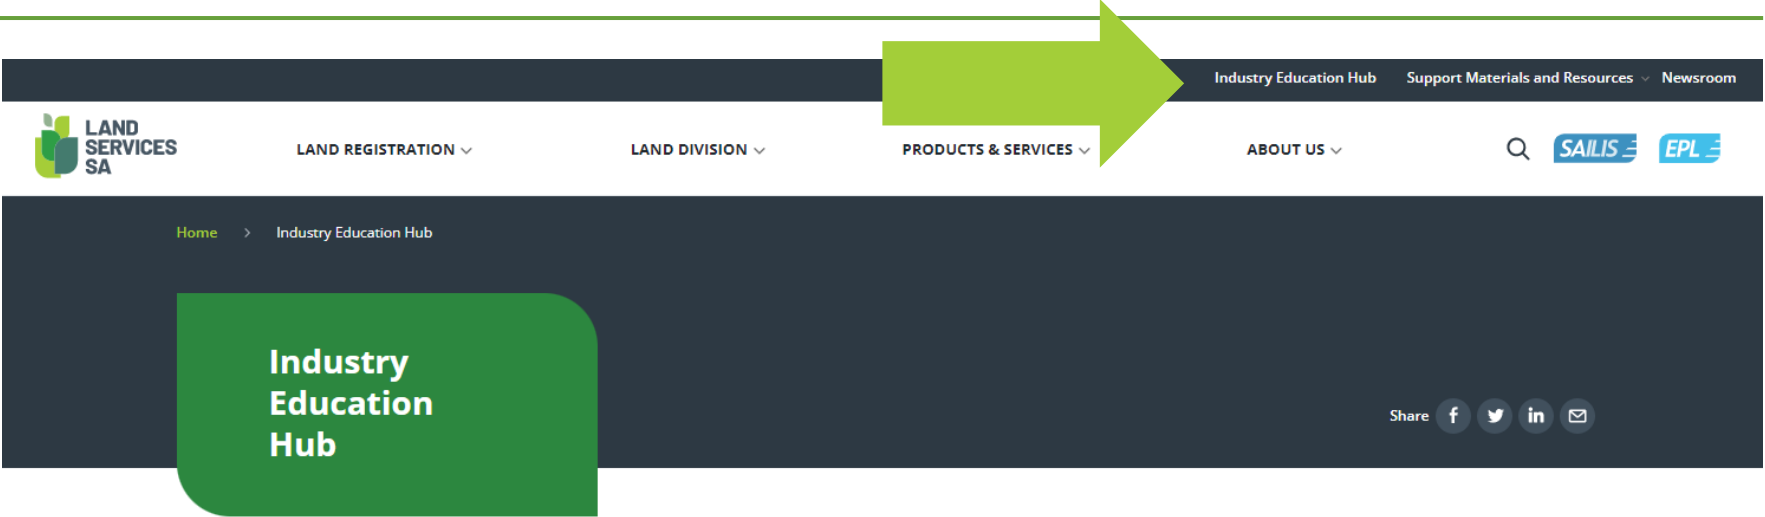 Industry Education Hub Support Materials and Resources Newsroom
LAND
SERVICES
SA
LAND REGISTRATION LAND DIVISION PRODUCTS & SERVICES ABOUT US SAILIS EPL
Home > Industry Education Hub
Industry
Education
Hub
Share